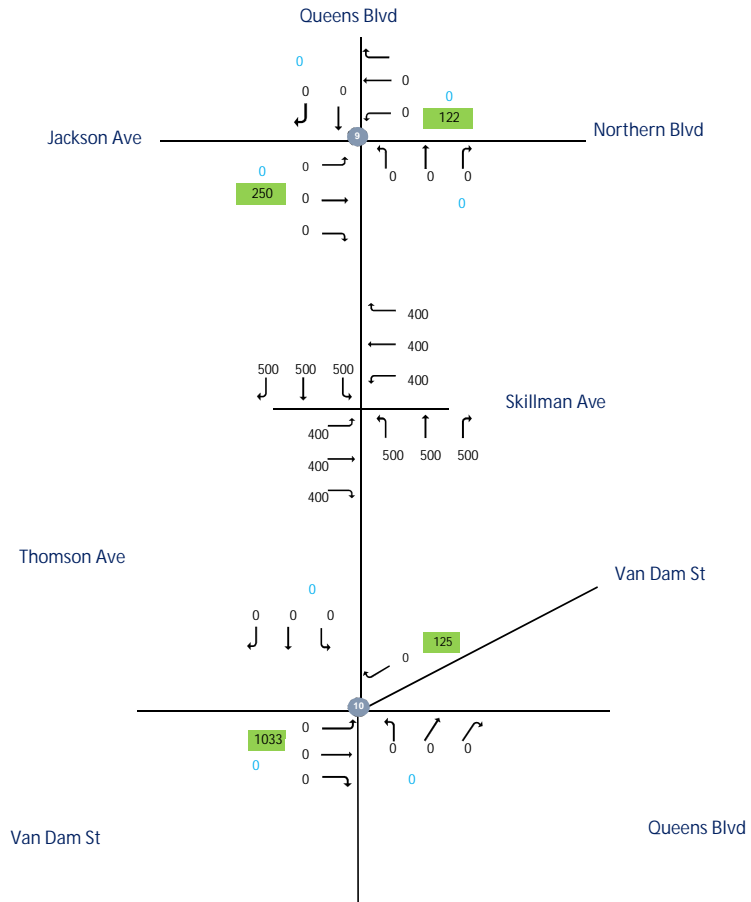 Queens Blvd
0
0 0
0
0
0
122
Jackson Ave
9
Northern Blvd
0
0
250
0
0
0 0 0
0
400
400
400
500 500 500
Skillman Ave
400
400
400
500 500 500
Thomson Ave
Van Dam St
0
0 0 0
125
0
10
1033
0
0
0
0
0 0 0
0
Van Dam St
Queens Blvd